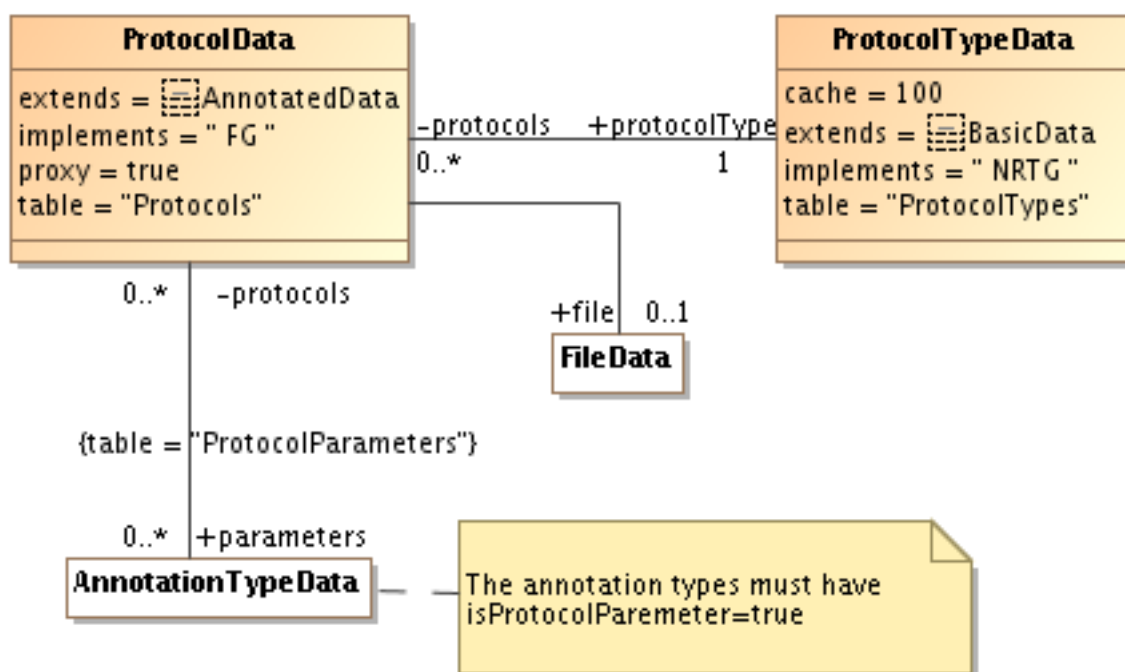 ProtocolData
extends = AnnotatedData
implements = " FG "
proxy = true
table = "Protocols"
-protocols
+protocolType
0..*
1
ProtocolTypeData
cache = 100
extends = BasicData
implements = " NRTG "
table = "ProtocolTypes"
0..*
-protocols
+file
0..1
FileData
{table = "ProtocolParameters"}
0..*
+parameters
AnnotationTypeData
The annotation types must have
isProtocolParemeter=true